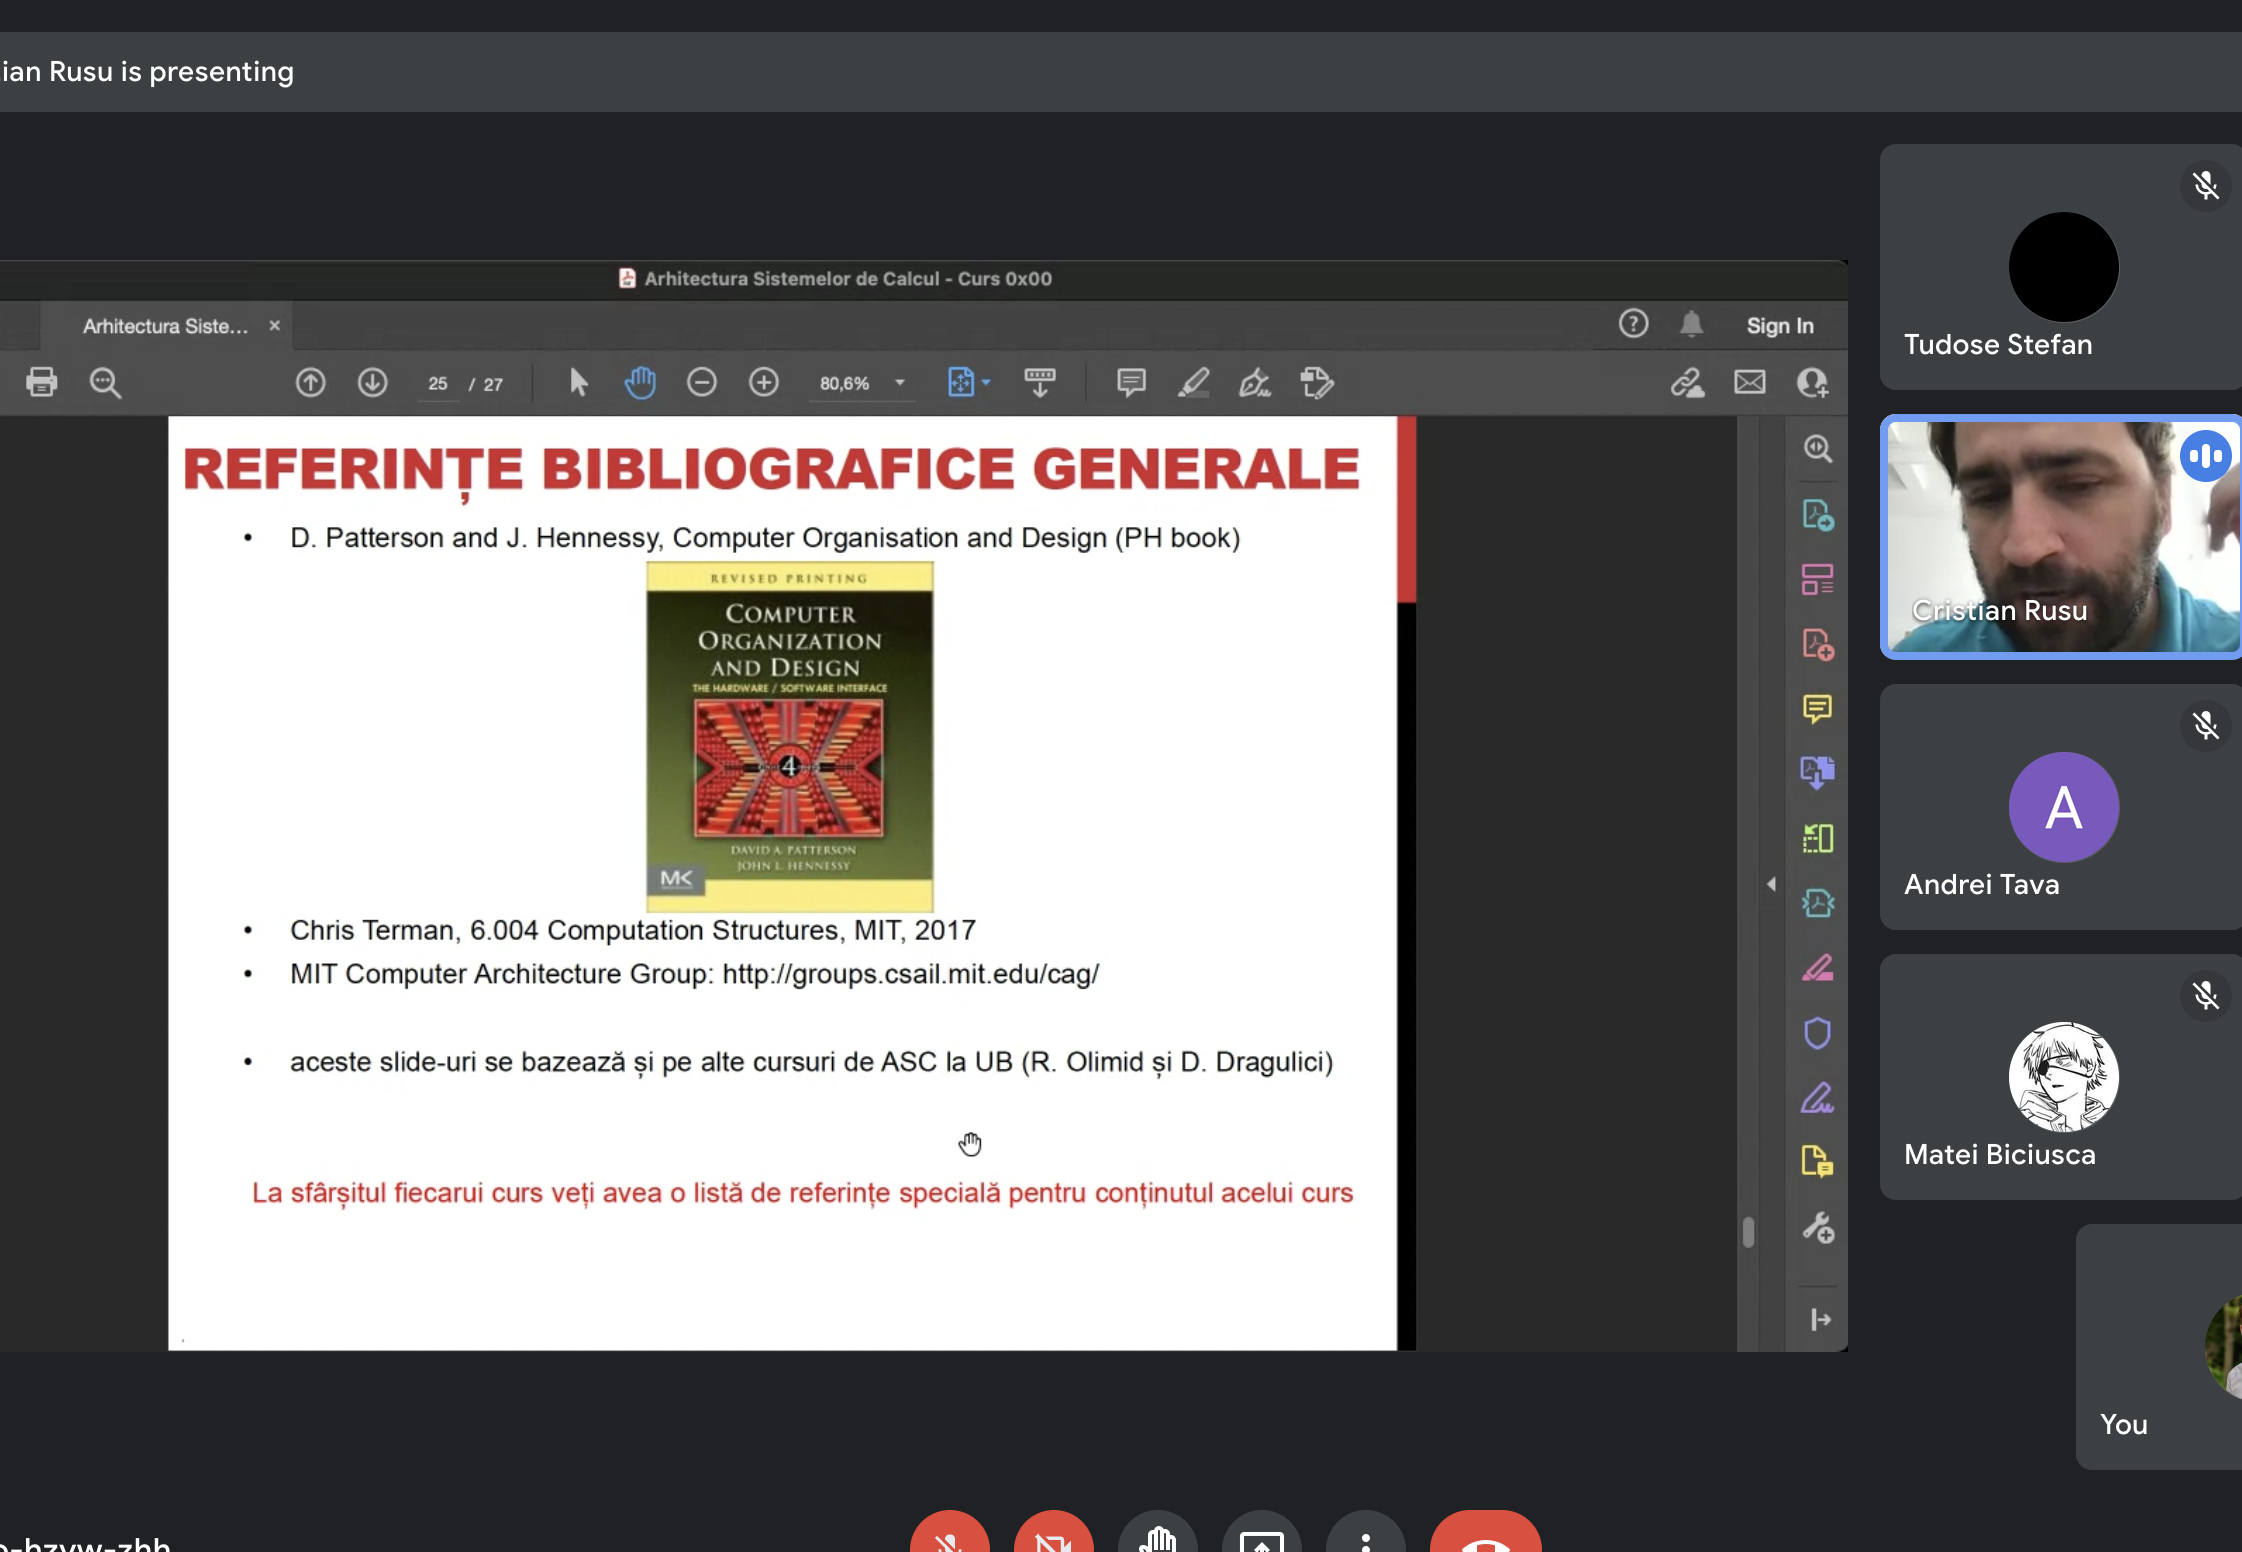 ian Rusu is presenting
Arhitectura Sistemelor de Calcul - Curs 0x00
Arhitectura Siste...
Sign In
25 / 27
80,6%
REFERINȚE BIBLIOGRAFICE GENERALE
• D. Patterson and J. Hennessy, Computer Organisation and Design (PH book)
REVISED PRINTING
COMPUTER
ORGANIZATION
AND DESIGN
THE HARDWARE / SOFTWARE INTERFACE
4
DAVID A. PATTERSON
JOHN L. HENNESSY
MK
• Chris Terman, 6.004 Computation Structures, MIT, 2017
• MIT Computer Architecture Group: http://groups.csail.mit.edu/cag/
• aceste slide-uri se bazează și pe alte cursuri de ASC la UB (R. Olimid și D. Dragulici)
La sfârșitul fiecarui curs veți avea o listă de referințe specială pentru conținutul acelui curs
Tudose Stefan
Cristian Rusu
A
Andrei Tava
Matei Biciusca
You
-hzyw-zhh